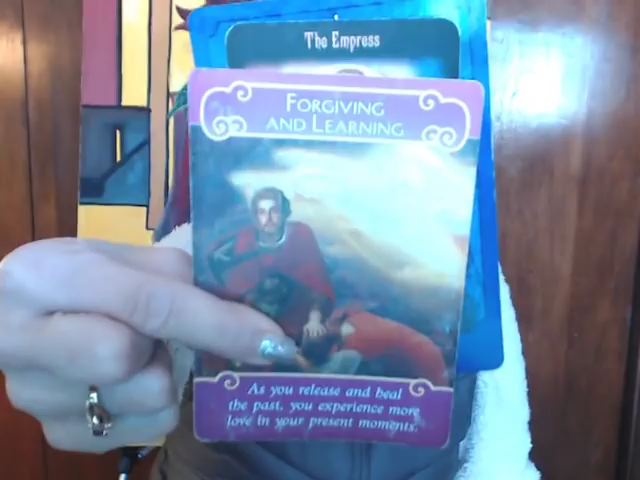 The Empress
Forgiving
and Learning
As you release and heal
the past, you experience more
love in your present moments.